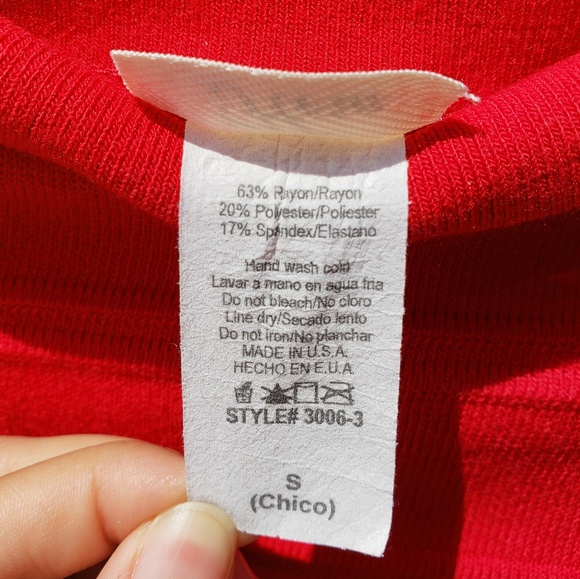 63% Rayon/Rayon
20% Polyester/Poliester
17% Spandex/Elastano
Hand wash cold
Lavar a mano en agua fria
Do not bleach/No cloro
Line dry/Secado lento
Do not iron/No planchar
MADE IN U.S.A.
HECHO EN E.U.A.
STYLE# 3006-3
S
(Chico)